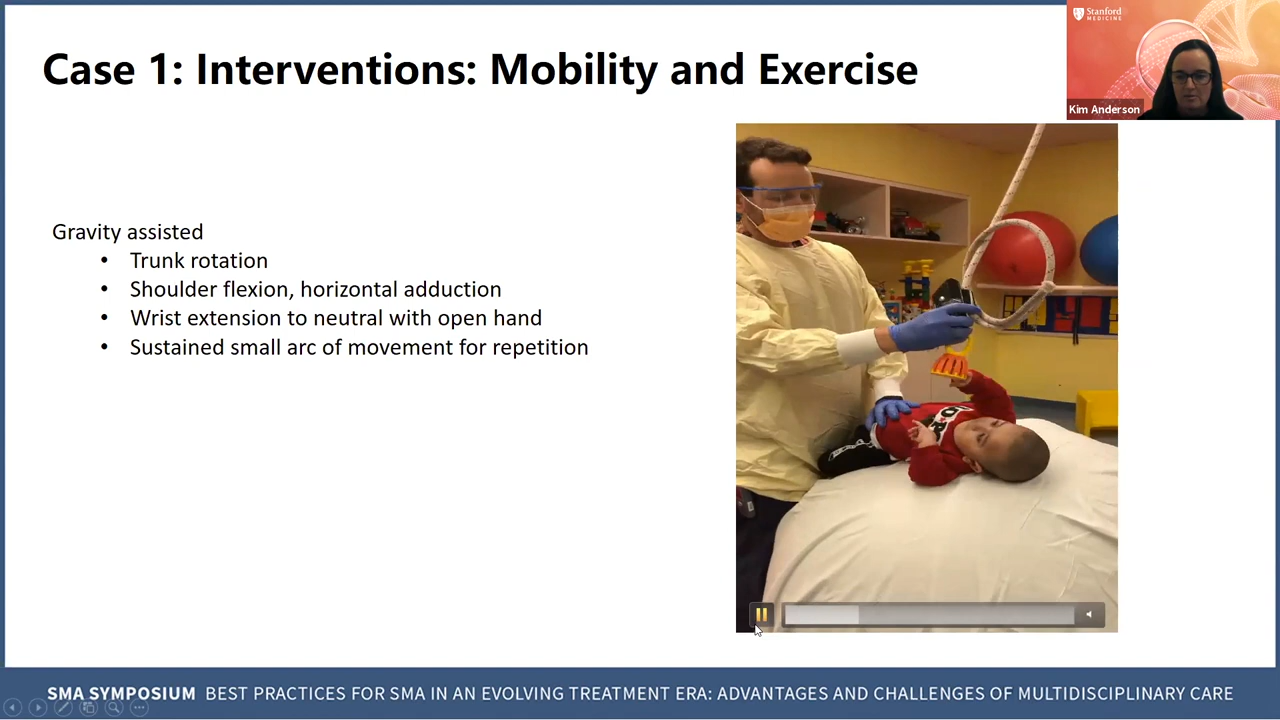 Case 1: Interventions: Mobility and Exercise
Stanford
MEDICINE
Kim Anderson
Gravity assisted
• Trunk rotation
• Shoulder flexion, horizontal adduction
• Wrist extension to neutral with open hand
• Sustained small arc of movement for repetition
SMA SYMPOSIUM BEST PRACTICES FOR SMA IN AN EVOLVING TREATMENT ERA: ADVANTAGES AND CHALLENGES OF MULTIDISCIPLINARY CARE